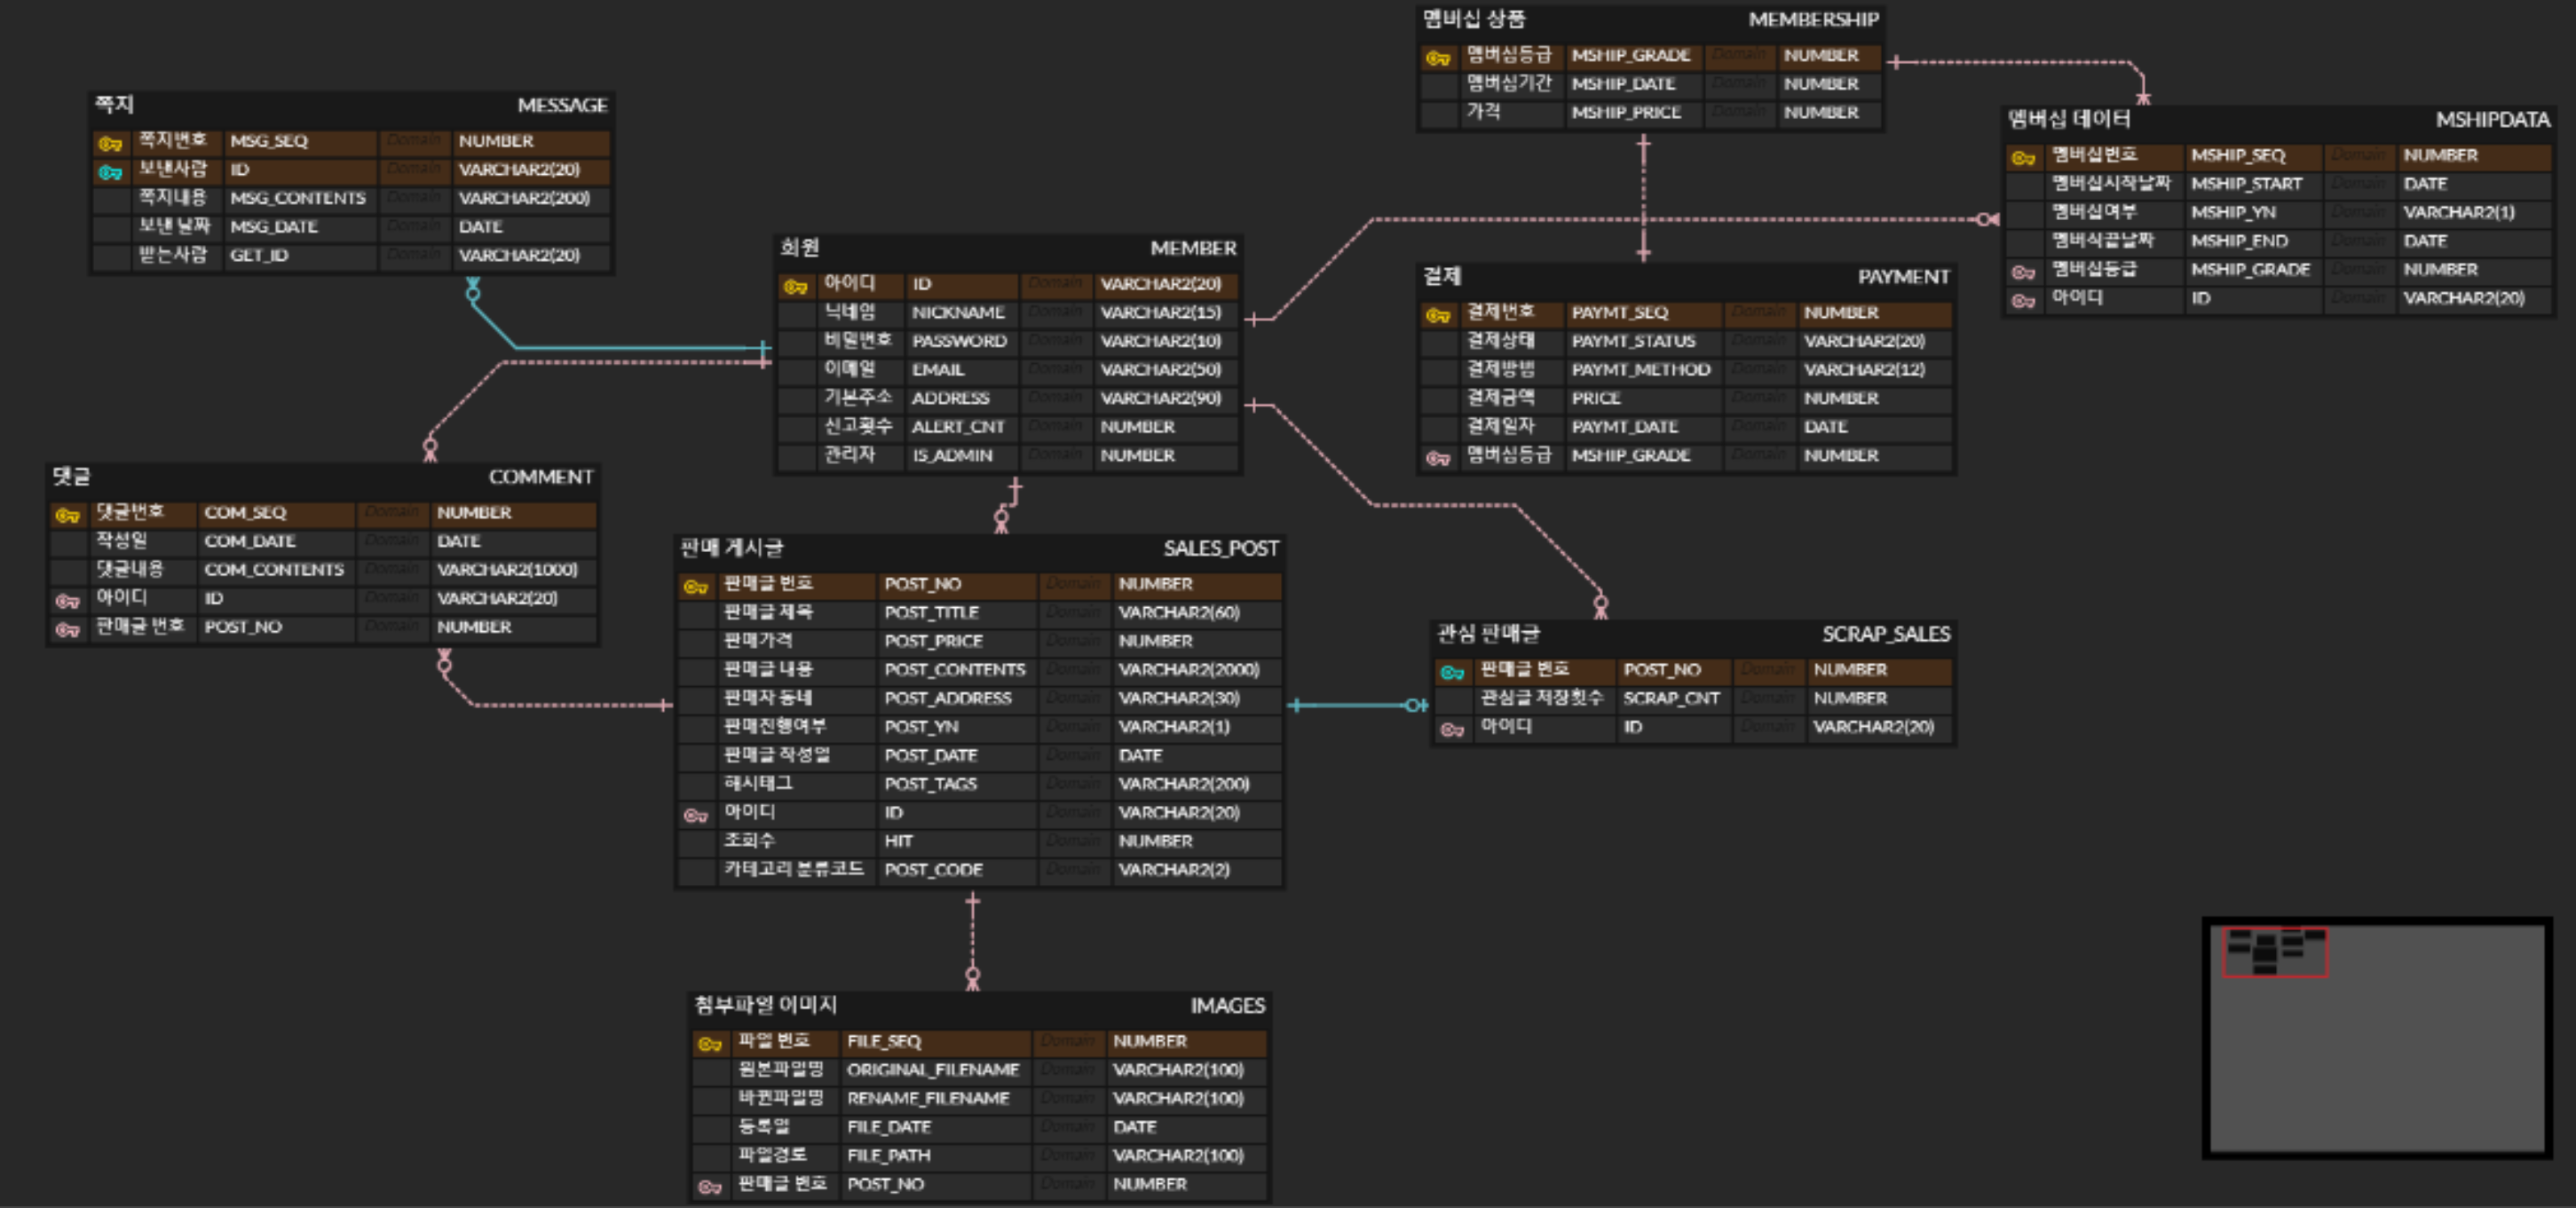 멤버십 상품 MEMBERSHIP
멤버십등급 MSHIP_GRADE Domain NUMBER
멤버십기간 MSHIP_DATE Domain NUMBER
가격 MSHIP_PRICE Domain NUMBER
쪽지 MESSAGE
쪽지번호 MSG_SEQ Domain NUMBER
보낸사람 ID Domain VARCHAR2(20)
쪽지내용 MSG_CONTENTS Domain VARCHAR2(200)
보낸 날짜 MSG_DATE Domain DATE
받는사람 GET_ID Domain VARCHAR2(20)
멤버십 데이터 MSHIPDATA
멤버십번호 MSHIP_SEQ Domain NUMBER
멤버십시작날짜 MSHIP_START Domain DATE
멤버십여부 MSHIP_YN Domain VARCHAR2(1)
멤버식끝날짜 MSHIP_END Domain DATE
멤버십등급 MSHIP_GRADE Domain NUMBER
아이디 ID Domain VARCHAR2(20)
회원 MEMBER
아이디 ID Domain VARCHAR2(20)
닉네임 NICKNAME Domain VARCHAR2(15)
비밀번호 PASSWORD Domain VARCHAR2(10)
이메일 EMAIL Domain VARCHAR2(50)
기본주소 ADDRESS Domain VARCHAR2(90)
신고횟수 ALERT_CNT Domain NUMBER
관리자 IS_ADMIN Domain NUMBER
결제 PAYMENT
결제번호 PAYMT_SEQ Domain NUMBER
결제상태 PAYMT_STATUS Domain VARCHAR2(20)
결제방법 PAYMT_METHOD Domain VARCHAR2(12)
결제금액 PRICE Domain NUMBER
결제일자 PAYMT_DATE Domain DATE
멤버십등급 MSHIP_GRADE Domain NUMBER
댓글 COMMENT
댓글번호 COM_SEQ Domain NUMBER
작성일 COM_DATE Domain DATE
댓글내용 COM_CONTENTS Domain VARCHAR2(1000)
아이디 ID Domain VARCHAR2(20)
판매글 번호 POST_NO Domain NUMBER
판매 게시글 SALES_POST
판매글 번호 POST_NO Domain NUMBER
판매글 제목 POST_TITLE Domain VARCHAR2(60)
판매가격 POST_PRICE Domain NUMBER
판매글 내용 POST_CONTENTS Domain VARCHAR2(2000)
판매자 동네 POST_ADDRESS Domain VARCHAR2(30)
판매진행여부 POST_YN Domain VARCHAR2(1)
판매글 작성일 POST_DATE Domain DATE
해시태그 POST_TAGS Domain VARCHAR2(200)
아이디 ID Domain VARCHAR2(20)
조회수 HIT Domain NUMBER
카테고리 분류코드 POST_CODE Domain VARCHAR2(2)
관심 판매글 SCRAP_SALES
판매글 번호 POST_NO Domain NUMBER
관심글 저장횟수 SCRAP_CNT Domain NUMBER
아이디 ID Domain VARCHAR2(20)
첨부파일 이미지 IMAGES
파일 번호 FILE_SEQ Domain NUMBER
원본파일명 ORIGINAL_FILENAME Domain VARCHAR2(100)
바뀐파일명 RENAME_FILENAME Domain VARCHAR2(100)
등록일 FILE_DATE Domain DATE
파일경로 FILE_PATH Domain VARCHAR2(100)
판매글 번호 POST_NO Domain NUMBER